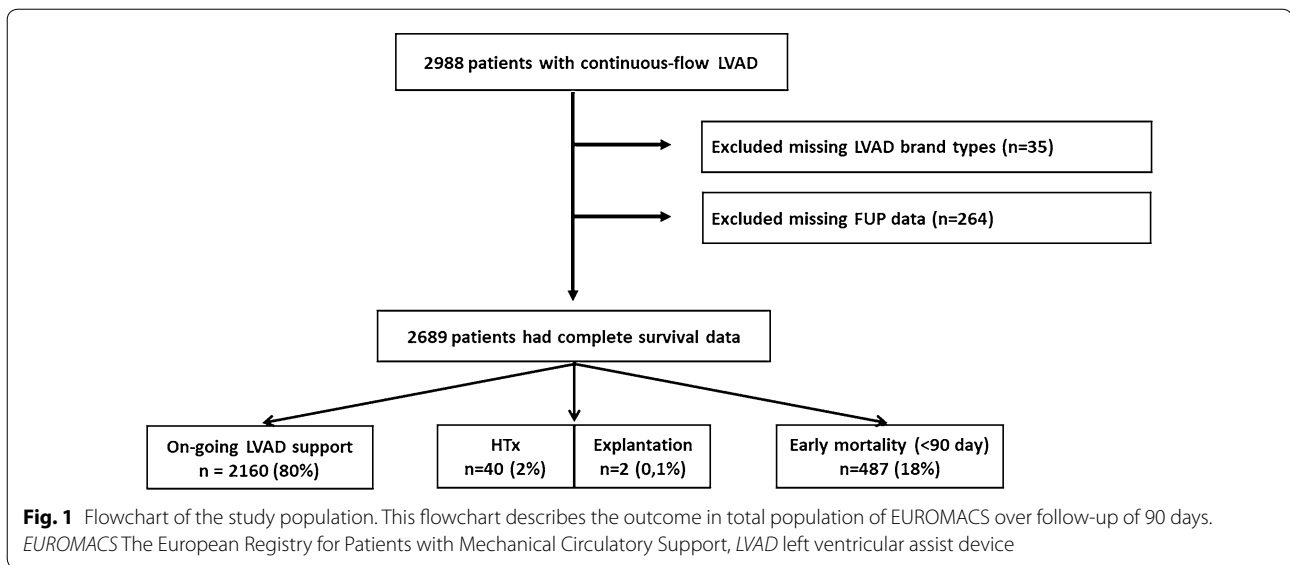 2988 patients with continuous-flow LVAD
Excluded missing LVAD brand types (n=35)
Excluded missing FUP data (n=264)
2689 patients had complete survival data
On-going LVAD support
n = 2160 (80%)
HTx
n=40 (2%)
Explantation
n=2 (0,1%)
Early mortality (<90 day)
n=487 (18%)
Fig. 1 Flowchart of the study population. This flowchart describes the outcome in total population of EUROMACS over follow-up of 90 days.
EUROMACS The European Registry for Patients with Mechanical Circulatory Support, LVAD left ventricular assist device